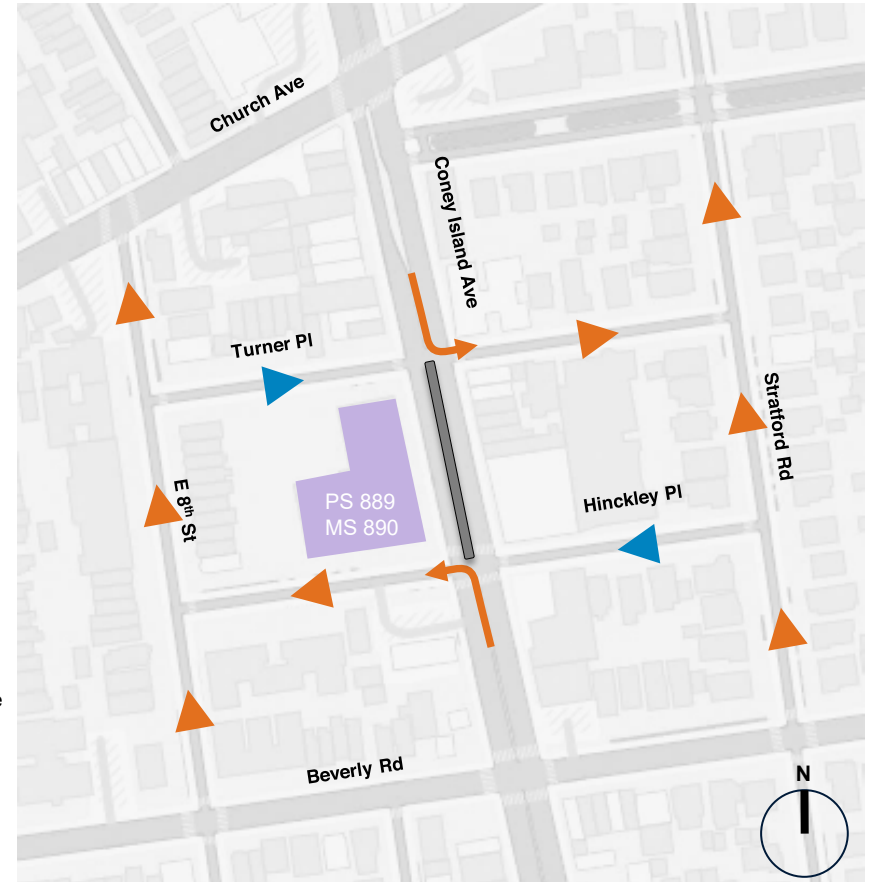 Church Ave
Coney Island Ave
Turner Pl
Stratford Rd
E 8th St
PS 889
MS 890
Hinckley Pl
Beverly Rd
N
e